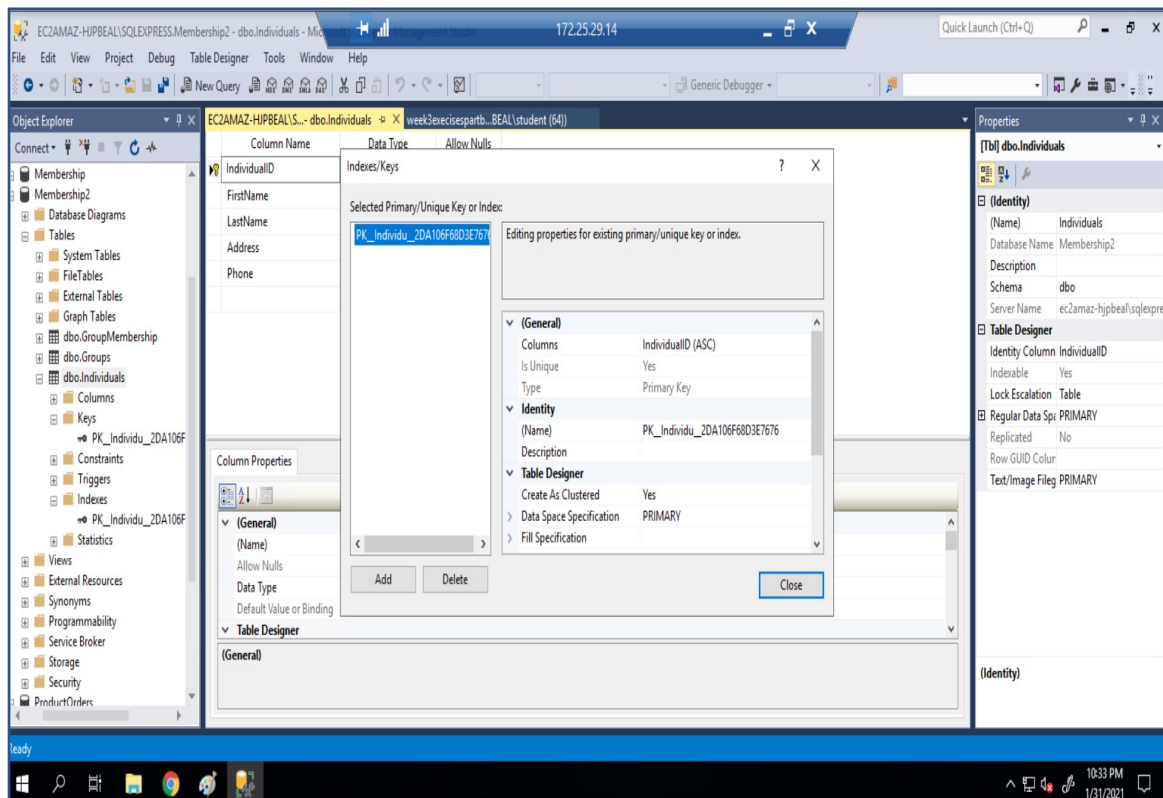 EC2AMAZ-HJPBEAL\SQLEXPRESS.Membership2 - dbo.Individuals - Mic
172.25.29.14
Quick Launch (Ctrl+Q)
File Edit View Project Debug Table Designer Tools Window Help
New Query
Generic Debugger
Object Explorer
Connect
Membership
Membership2
Database Diagrams
Tables
System Tables
FileTables
External Tables
Graph Tables
dbo.GroupMembership
dbo.Groups
dbo.Individuals
Columns
Keys
PK__Individu__2DA106F
Constraints
Triggers
Indexes
PK__Individu__2DA106F
Statistics
Views
External Resources
Synonyms
Programmability
Service Broker
Storage
Security
ProductOrders
EC2AMAZ-HJPBEAL\S...- dbo.Individuals
week3execisespartb...BEAL\student (64))
Column Name Data Type Allow Nulls
IndividualID
FirstName
LastName
Address
Phone
Indexes/Keys
? X
Selected Primary/Unique Key or Index:
PK__Individu__2DA106F68D3E7676
Editing properties for existing primary/unique key or index.
(General)
Columns IndividualID (ASC)
Is Unique Yes
Type Primary Key
Identity
(Name) PK__Individu__2DA106F68D3E7676
Description
Table Designer
Create As Clustered Yes
Data Space Specification PRIMARY
Fill Specification
Add
Delete
Close
Column Properties
(General)
(Name)
Allow Nulls
Data Type
Default Value or Binding
Table Designer
(General)
Properties
[Tbl] dbo.Individuals
(Identity)
(Name) Individuals
Database Name Membership2
Description
Schema dbo
Server Name ec2amaz-hjpbeal\sqlexpre
Table Designer
Identity Column IndividualID
Indexable Yes
Lock Escalation Table
Regular Data Spa PRIMARY
Replicated No
Row GUID Colur
Text/Image Fileg PRIMARY
(Identity)
Ready
10:33 PM
1/31/2021